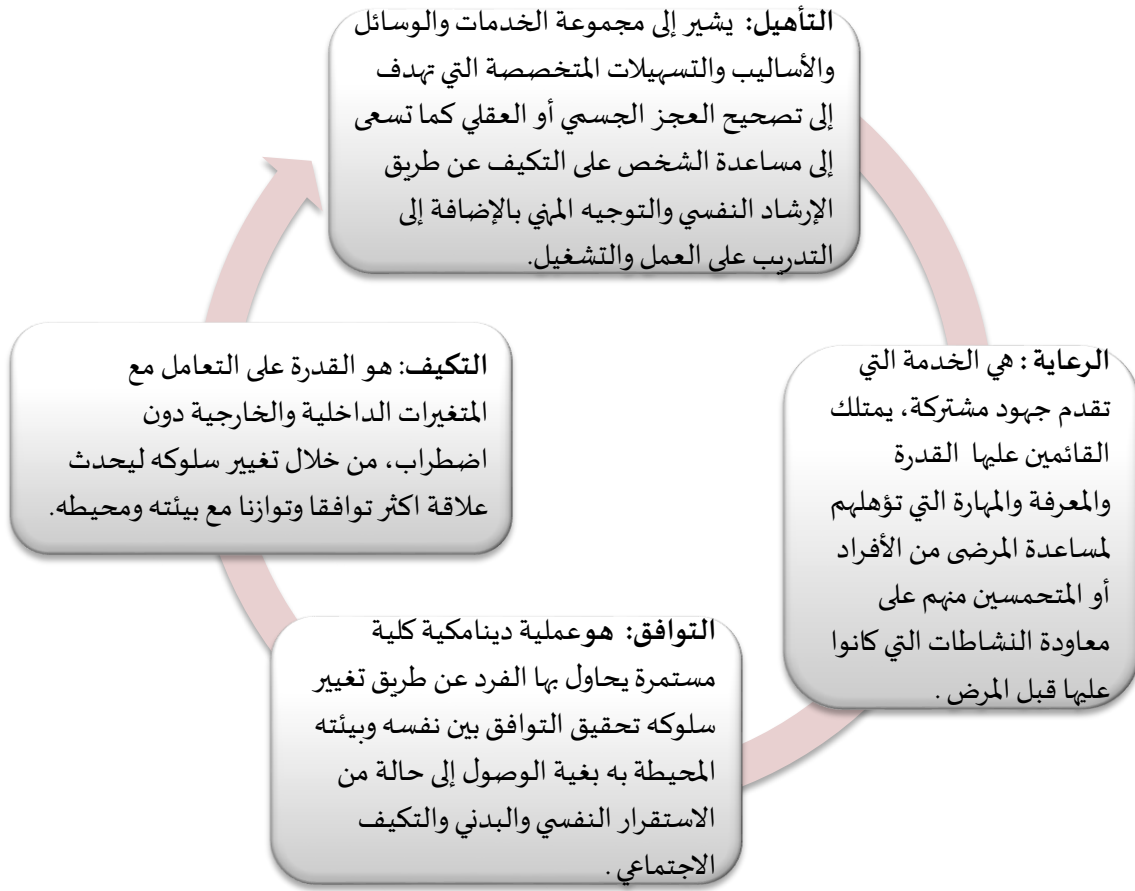 التأهيل: يشير إلى مجموعة الخدمات والوسائل
والأساليب والتسهيلات المتخصصة التي تهدف
إلى تصحيح العجز الجسمي أو العقلي كما تسعى
إلى مساعدة الشخص على التكيف عن طريق
الإرشاد النفسي والتوجيه المهني بالإضافة إلى
التدريب على العمل والتشغيل.
الرعاية : هي الخدمة التي
تقدم جهود مشتركة، يمتلك
القائمين عليها القدرة
والمعرفة والمهارة التي تؤهلهم
لمساعدة المرضى من الأفراد
أو المتحمسين منهم على
معاودة النشاطات التي كانوا
عليها قبل المرض .
التوافق: هوعملية دينامكية كلية
مستمرة يحاول بها الفرد عن طريق تغيير
سلوكه تحقيق التوافق بين نفسه وبيئته
المحيطة به بغية الوصول إلى حالة من
الاستقرار النفسي والبدني والتكيف
الاجتماعي .
التكيف: هو القدرة على التعامل مع
المتغيرات الداخلية والخارجية دون
اضطراب، من خلال تغيير سلوكه ليحدث
علاقة اكثر توافقا وتوازنا مع بيئته ومحيطه.